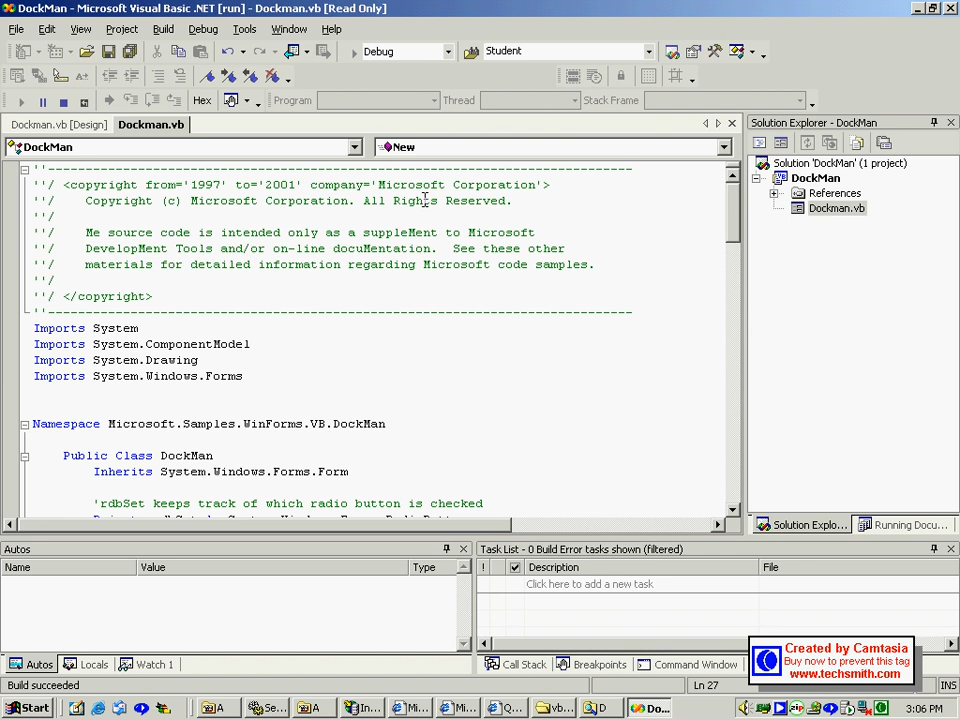 DockMan - Microsoft Visual Basic .NET [run] - Dockman.vb [Read Only]
File Edit View Project Build Debug Tools Window Help
Debug Student
Hex Program Thread Stack Frame
Dockman.vb [Design] Dockman.vb
DockMan New
''---------------------------------------------------------------------------
''/ <copyright from='1997' to='2001' company='Microsoft Corporation'>
''/    Copyright (c) Microsoft Corporation. All Rights Reserved.
''/
''/    Me source code is intended only as a suppleMent to Microsoft
''/    DevelopMent Tools and/or on-line docuMentation.  See these other
''/    materials for detailed information regarding Microsoft code samples.
''/
''/ </copyright>
''---------------------------------------------------------------------------
Imports System
Imports System.ComponentModel
Imports System.Drawing
Imports System.Windows.Forms
Namespace Microsoft.Samples.WinForms.VB.DockMan
Public Class DockMan
Inherits System.Windows.Forms.Form
'rdbSet keeps track of which radio button is checked
Solution Explorer - DockMan
Solution 'DockMan' (1 project)
DockMan
References
Dockman.vb
Solution Explo... Running Docu...
Autos
Name Value Type
Autos Locals Watch 1
Task List - 0 Build Error tasks shown (filtered)
! Description File
Click here to add a new task
Call Stack Breakpoints Command Window
Created by Camtasia
Buy now to prevent this tag
www.techsmith.com
Build succeeded Ln 27 INS
Start A Se... A In... Mi... Mi... Q... vb... D Do... 3:06 PM